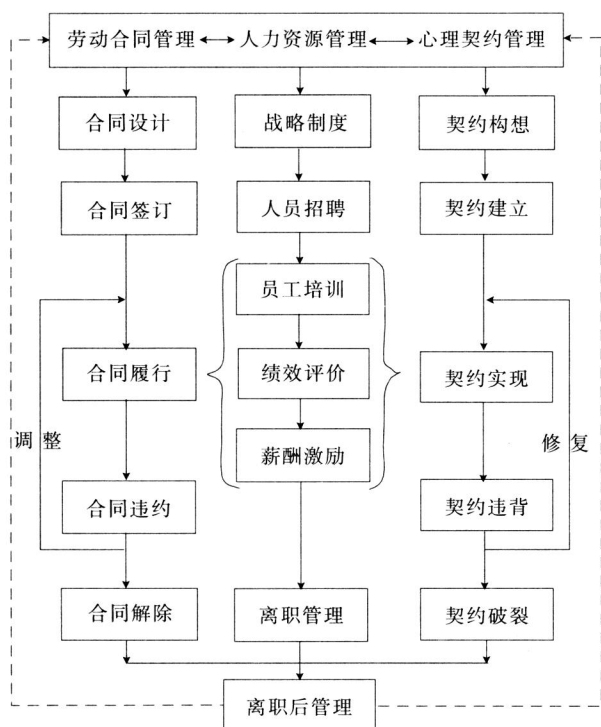 劳动合同管理 人力资源管理 心理契约管理
合同设计 战略制度 契约构想
合同签订 人员招聘 契约建立
员工培训
合同履行 绩效评价 契约实现
调整 薪酬激励 修复
合同违约 契约违背
合同解除 离职管理 契约破裂
离职后管理